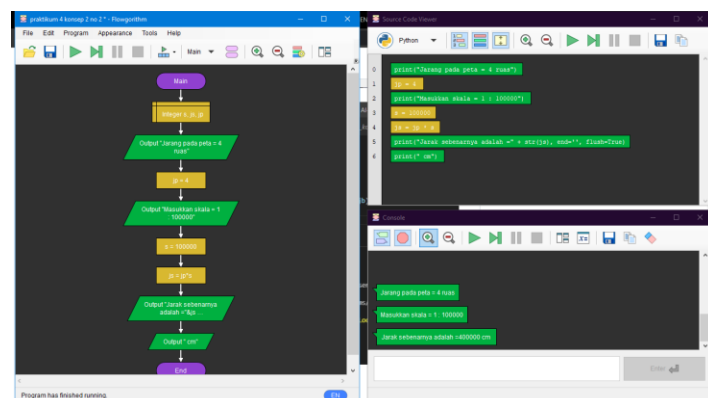 praktikum 4 konsep 2 no 2 * - Flowgorithm
File Edit Program Appearance Tools Help
Main
Main
Integer s, js, jp
Output "Jarang pada peta = 4
ruas"
jp = 4
Output "Masukkan skala = 1 :
100000"
s = 100000
js = jp*s
Output "Jarak sebenarnya
adalah ="&js ...
Output " cm"
End
Program has finished running.
EN
Source Code Viewer
Python
0 print("Jarang pada peta = 4 ruas")
1 jp = 4
2 print("Masukkan skala = 1 : 100000")
3 s = 100000
4 js = jp * s
5 print("Jarak sebenarnya adalah =" + str(js), end='', flush=True)
6 print(" cm")
Console
Jarang pada peta = 4 ruas
Masukkan skala = 1 : 100000
Jarak sebenarnya adalah =400000 cm
Enter